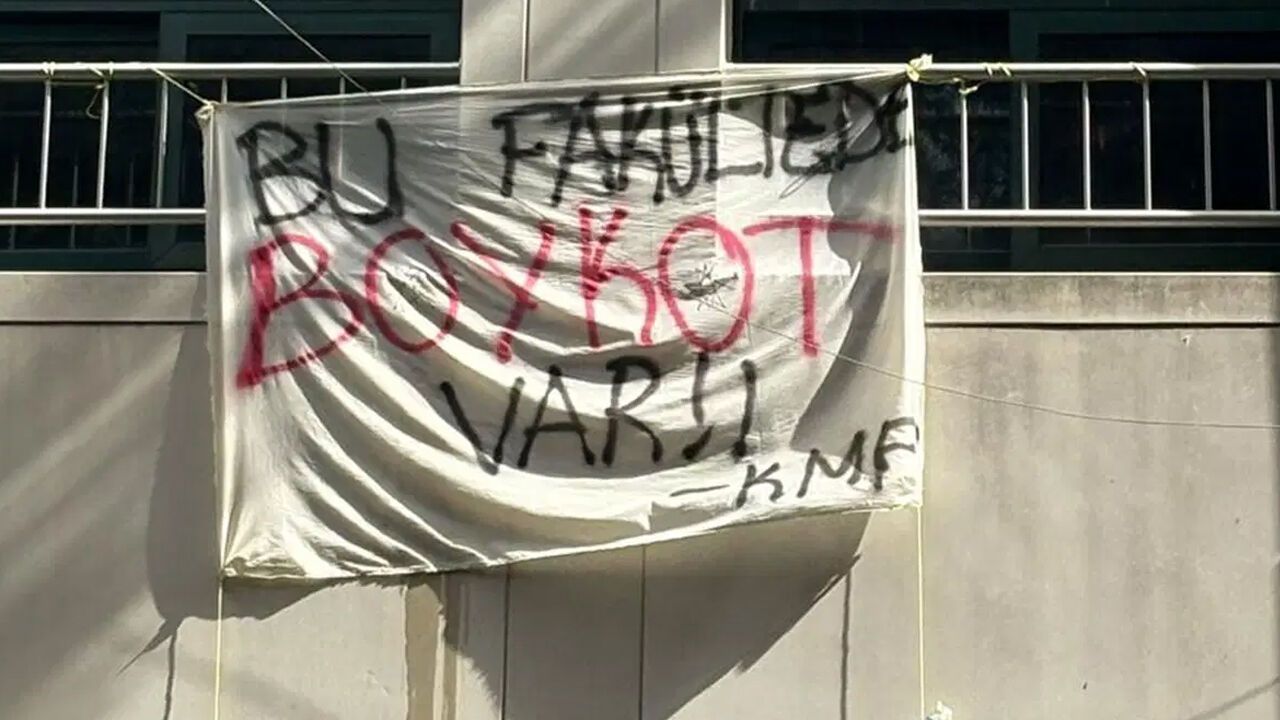 BU FAKÜLTEDE
BOYKOT
VAR!!
-KMF